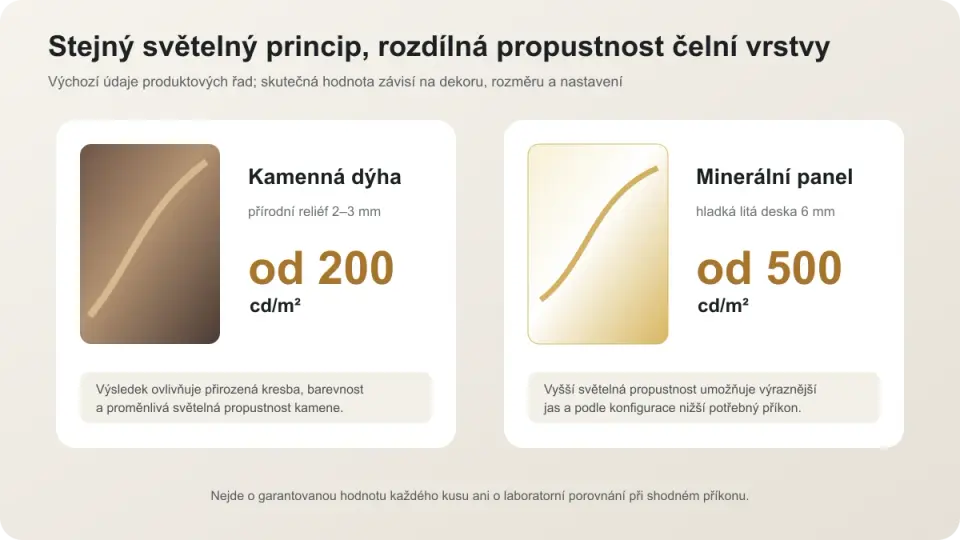 Stejný světelný princip, rozdílná propustnost čelní vrstvy
Výchozí údaje produktových řad; skutečná hodnota závisí na dekoru, rozměru a nastavení
Kamenná dýha
přírodní reliéf 2–3 mm
od 200
cd/m²
Výsledek ovlivňuje přirozená kresba, barevnost
a proměnlivá světelná propustnost kamene.
Minerální panel
hladká litá deska 6 mm
od 500
cd/m²
Vyšší světelná propustnost umožňuje výraznější
jas a podle konfigurace nižší potřebný příkon.
Nejde o garantovanou hodnotu každého kusu ani o laboratorní porovnání při shodném příkonu.